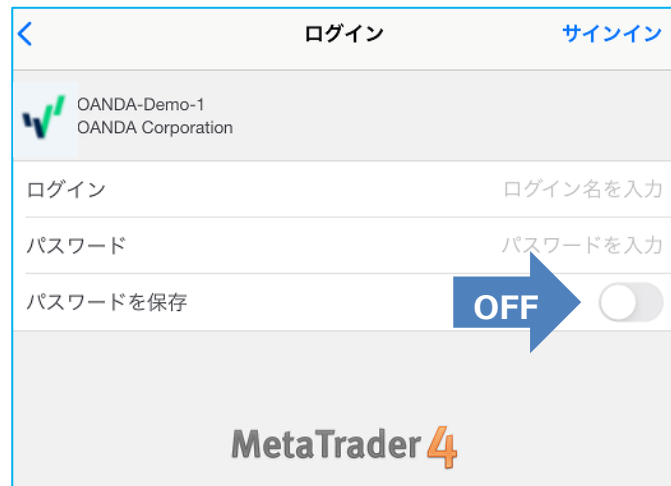 ログイン
サインイン
OANDA-Demo-1
OANDA Corporation
ログイン ログイン名を入力
パスワード パスワードを入力
パスワードを保存 OFF
MetaTrader 4